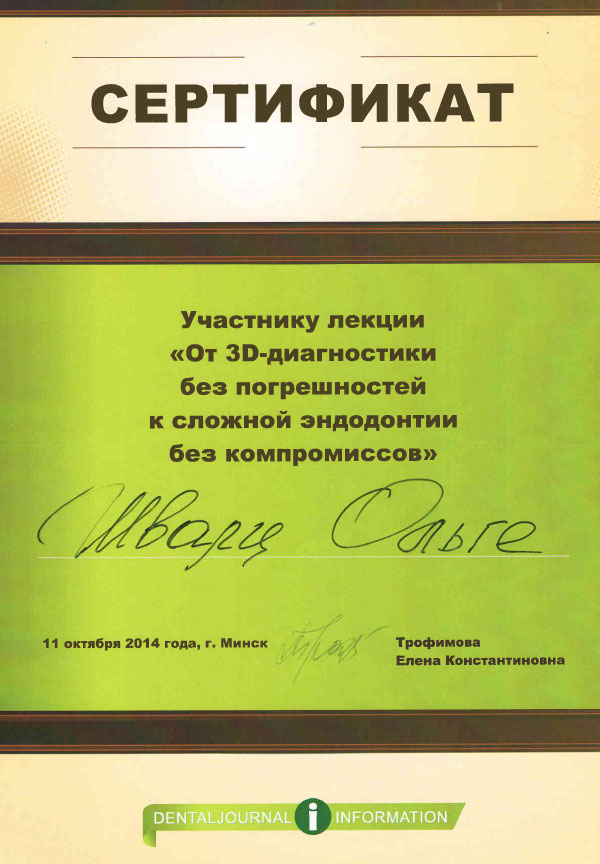 СЕРТИФИКАТ
Участнику лекции
«От 3D-диагностики
без погрешностей
к сложной эндодонтии
без компромиссов»
Шварц Ольге
11 октября 2014 года, г. Минск
Трофимова
Елена Константиновна
DENTALJOURNAL i INFORMATION